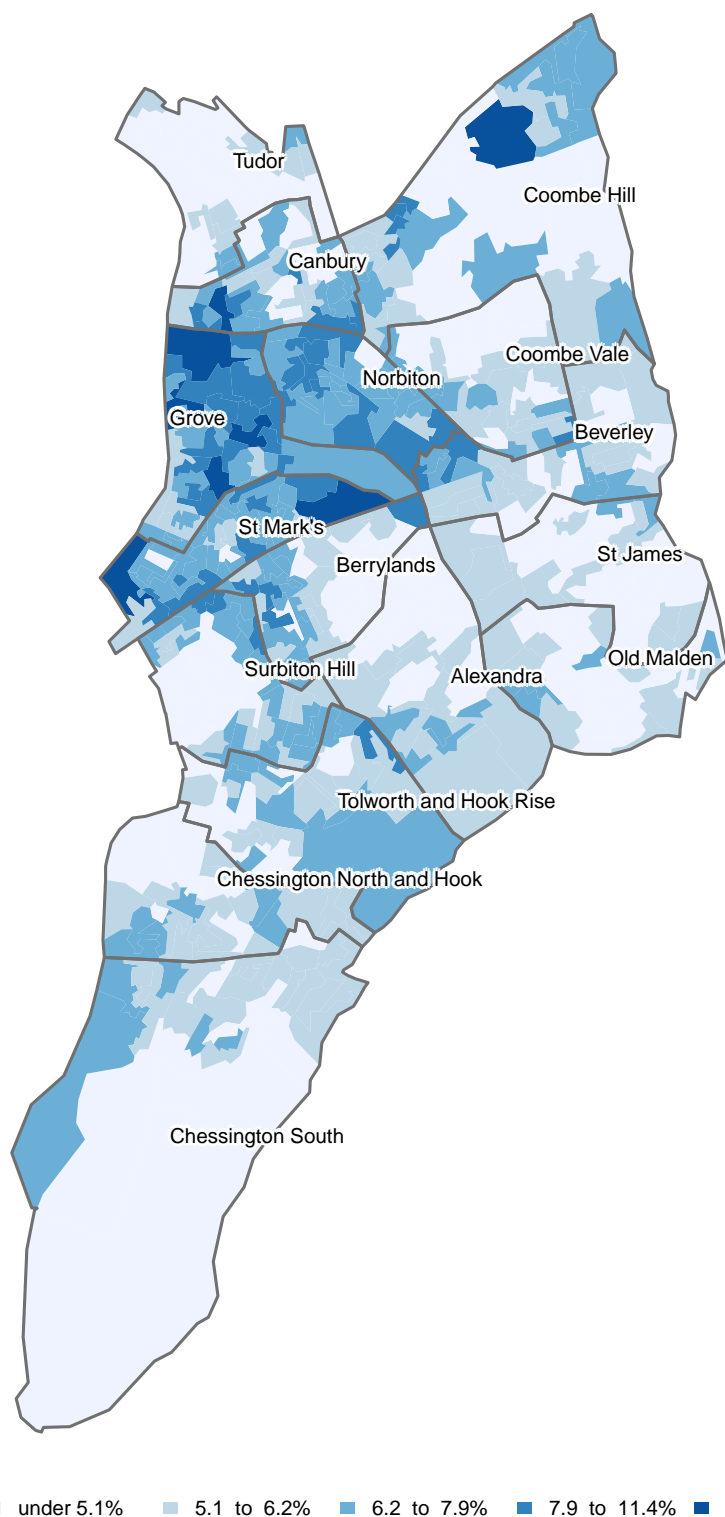 Tudor
Coombe Hill
Canbury
Coombe Vale
Norbiton
Grove
Beverley
St Mark's
St James
Berrylands
Old Malden
Surbiton Hill
Alexandra
Tolworth and Hook Rise
Chessington North and Hook
Chessington South
under 5.1% 5.1 to 6.2% 6.2 to 7.9% 7.9 to 11.4%